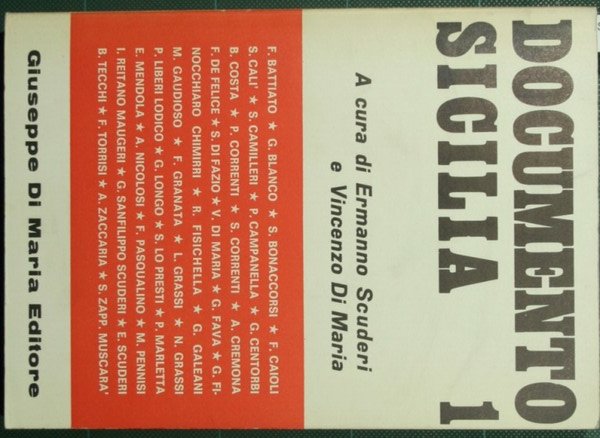 DOCUMENTO
SICILIA 1
A cura di Ermanno Scuderi
e Vincenzo Di Maria
F. BATTIATO ★ G. BLANCO ★ S. BONACCORSI ★ F. CAIOLI
S. CALI' ★ S. CAMILLERI ★ P. CAMPANELLA ★ G. CENTORBI
B. COSTA ★ P. CORRENTI ★ S. CORRENTI ★ A. CREMONA
F. DE FELICE ★ S. DI FAZIO ★ V. DI MARIA ★ G. FAVA ★ G. FI-
NOCCHIARO CHIMIRRI ★ R. FISICHELLA ★ G. GALEANI
M. GAUDIOSO ★ F. GRANATA ★ L. GRASSI ★ N. GRASSI
P. LIBERI LODICO ★ G. LONGO ★ S. LO PRESTI ★ P. MARLETTA
E. MENDOLA ★ A. NICOLOSI ★ F. PASQUALINO ★ M. PENNISI
I. REITANO MAUGERI ★ G. SANFILIPPO SCUDERI ★ E. SCUDERI
B. TECCHI ★ F. TORRISI ★ A. ZACCARIA ★ S. ZAPP. MUSCARA'
Giuseppe Di Maria Editore